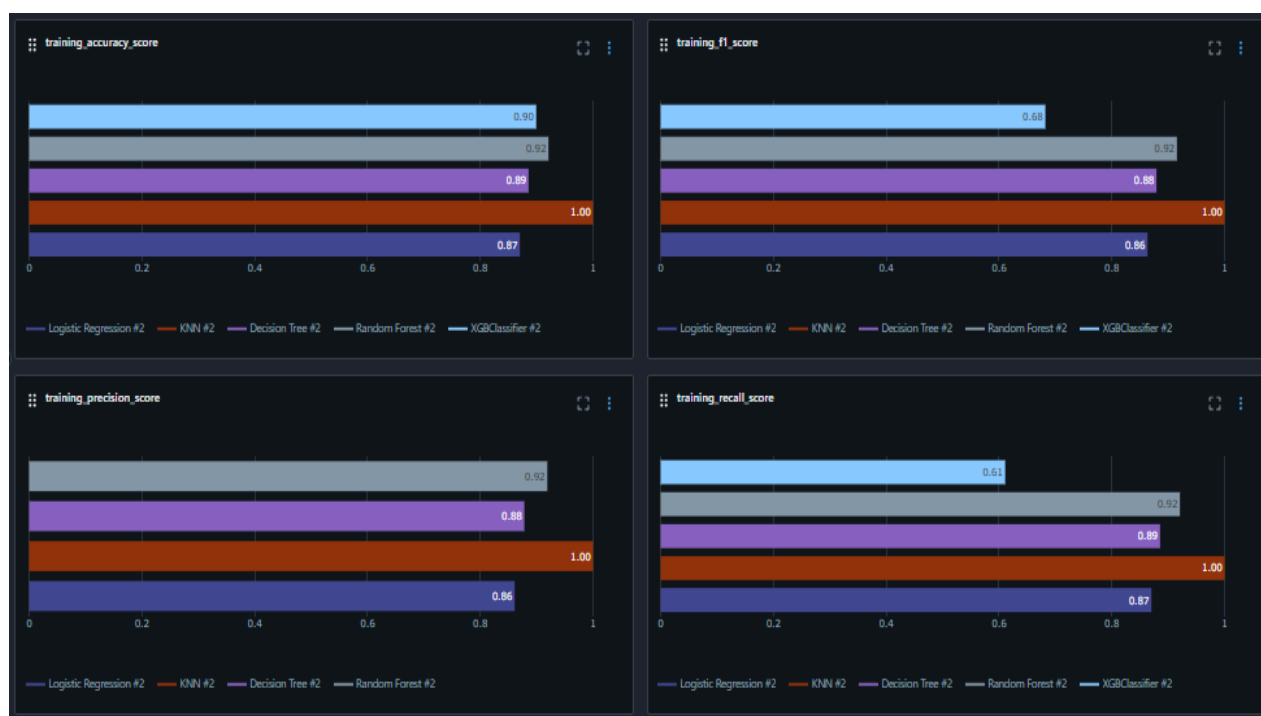 training_accuracy_score
0.90
0.92
0.89
1.00
0.87
0 0.2 0.4 0.6 0.8 1
Logistic Regression #2 KNN #2 Decision Tree #2 Random Forest #2 XGBClassifier #2
training_f1_score
0.68
0.92
0.88
1.00
0.86
0 0.2 0.4 0.6 0.8 1
Logistic Regression #2 KNN #2 Decision Tree #2 Random Forest #2 XGBClassifier #2
training_precision_score
0.92
0.88
1.00
0.86
0 0.2 0.4 0.6 0.8 1
Logistic Regression #2 KNN #2 Decision Tree #2 Random Forest #2
training_recall_score
0.61
0.92
0.89
1.00
0.87
0 0.2 0.4 0.6 0.8 1
Logistic Regression #2 KNN #2 Decision Tree #2 Random Forest #2 XGBClassifier #2